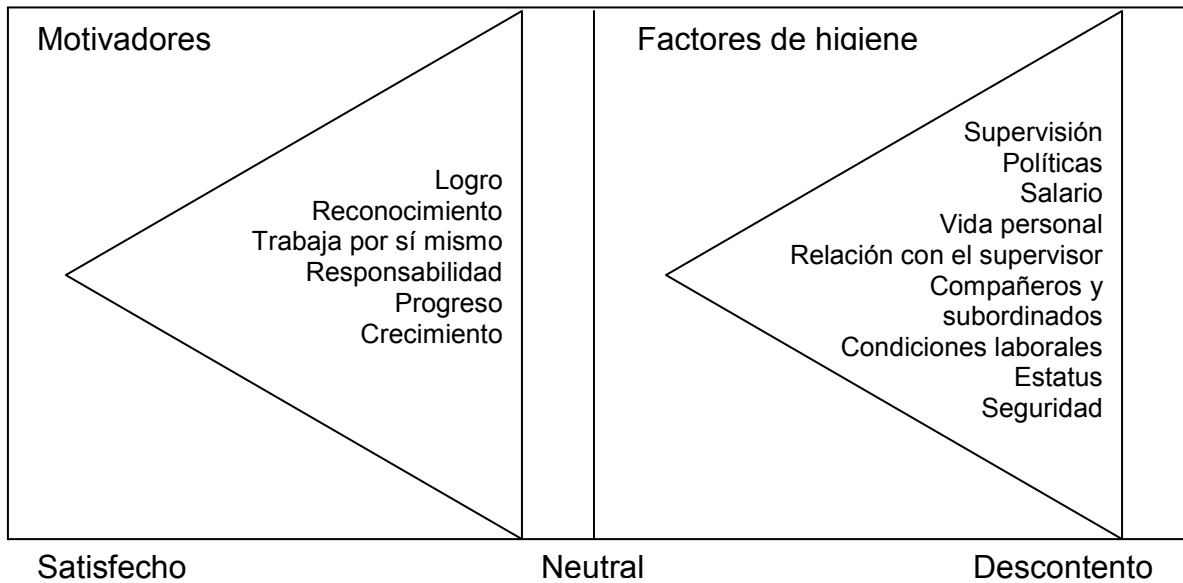 Motivadores
Factores de higiene
Logro
Reconocimiento
Trabaja por sí mismo
Responsabilidad
Progreso
Crecimiento
Supervisión
Políticas
Salario
Vida personal
Relación con el supervisor
Compañeros y
subordinados
Condiciones laborales
Estatus
Seguridad
Satisfecho
Neutral
Descontento